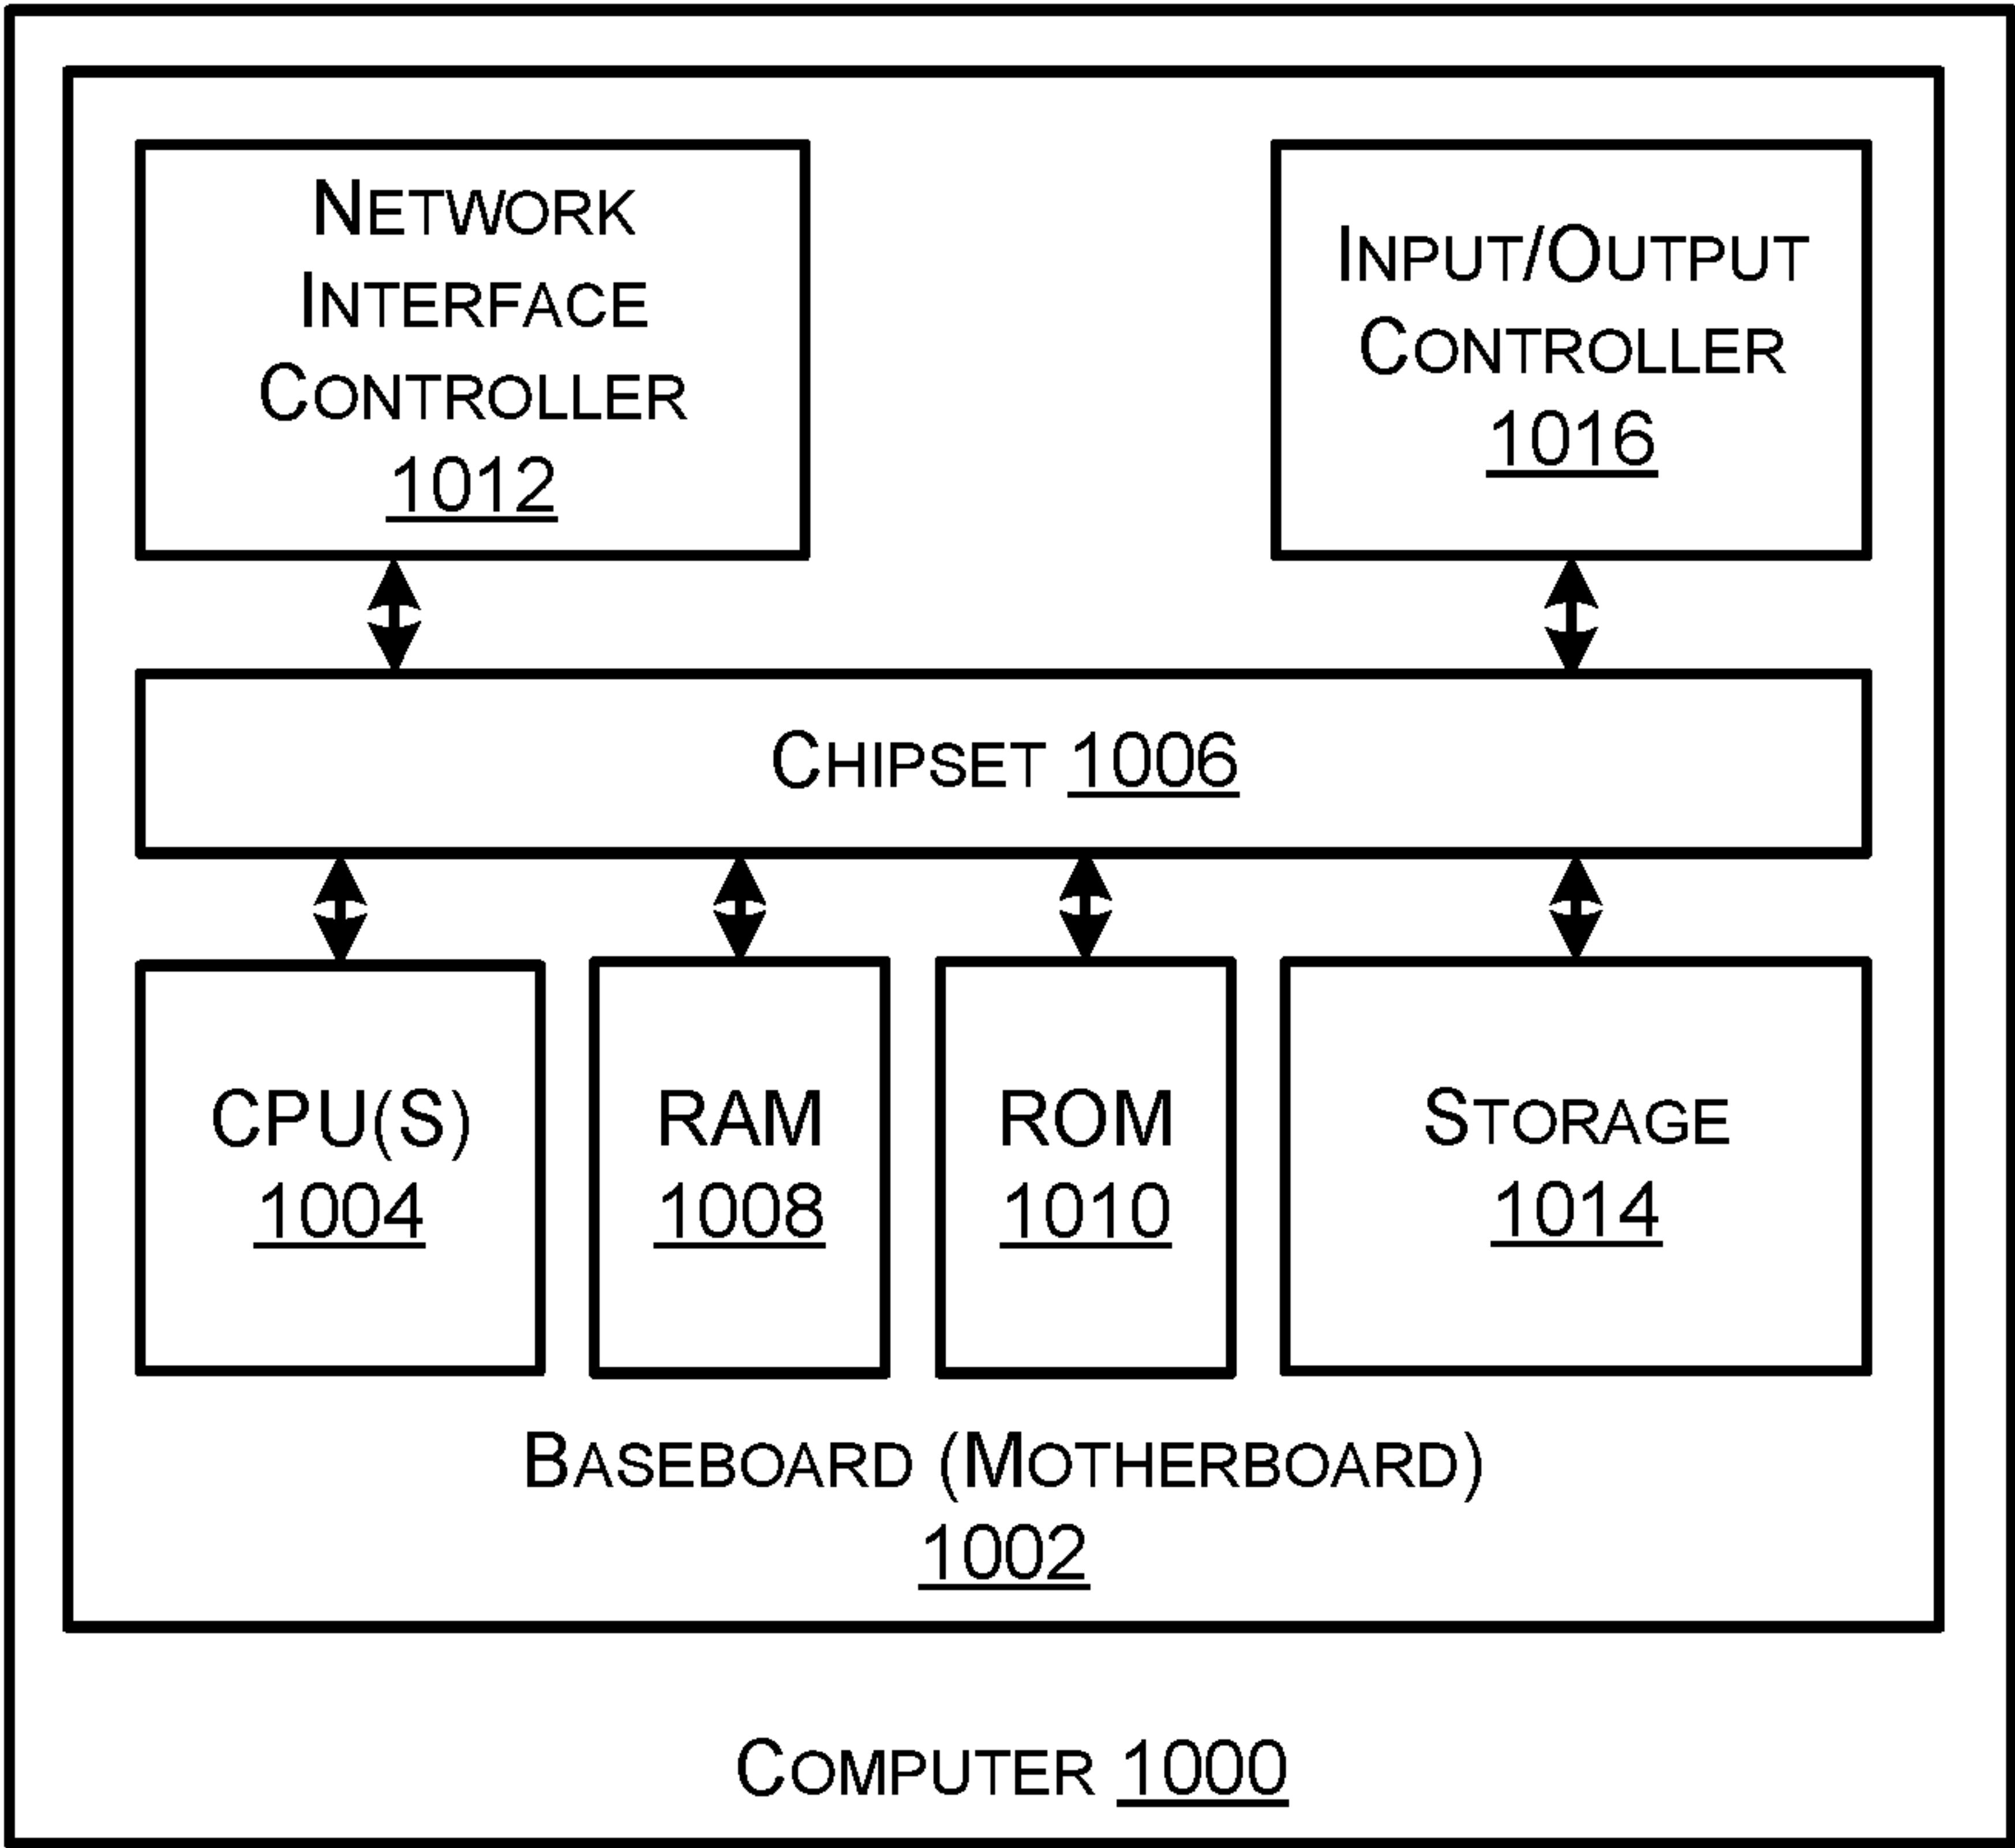 NETWORK
INTERFACE
CONTROLLER
1012
INPUT/OUTPUT
CONTROLLER
1016
CHIPSET 1006
CPU(S)
1004
RAM
1008
ROM
1010
STORAGE
1014
BASEBOARD (MOTHERBOARD)
1002
COMPUTER 1000